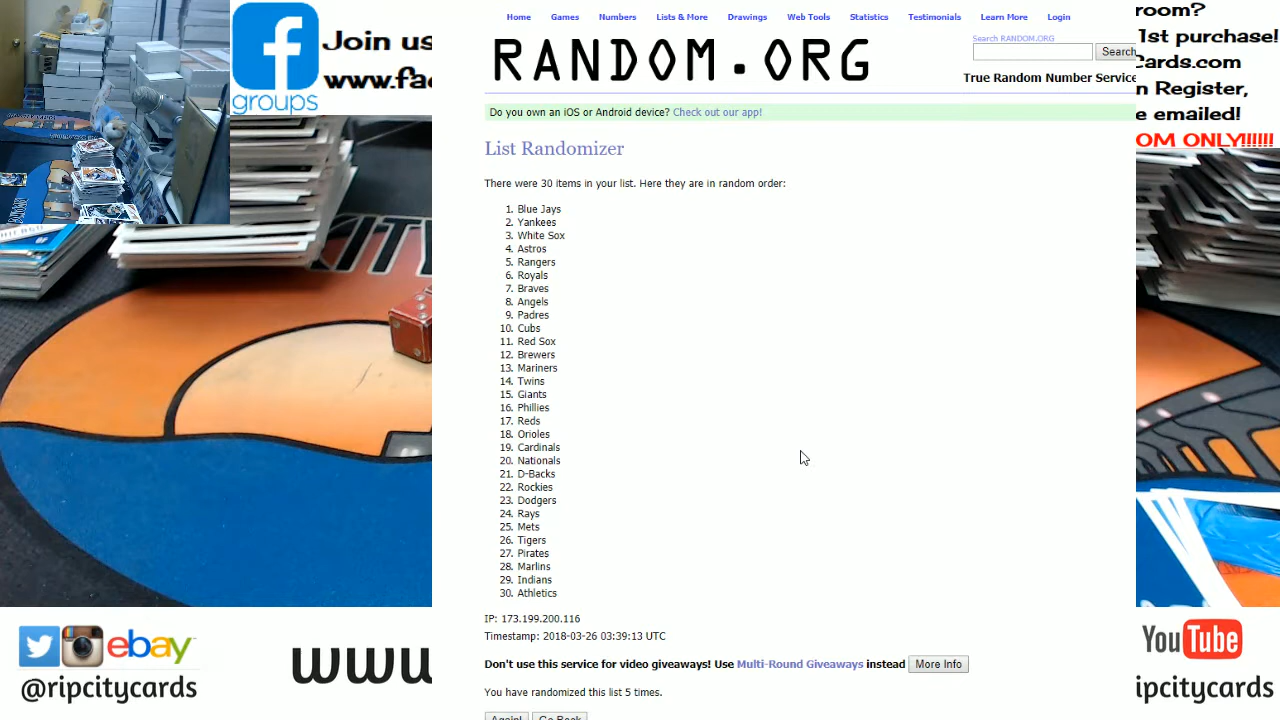 Join us
www.fac
groups
Home Games Numbers Lists & More Drawings Web Tools Statistics Testimonials Learn More Login
RANDOM.ORG
Search RANDOM.ORG
Search
True Random Number Service
Do you own an iOS or Android device? Check out our app!
List Randomizer
There were 30 items in your list. Here they are in random order:
1. Blue Jays
2. Yankees
3. White Sox
4. Astros
5. Rangers
6. Royals
7. Braves
8. Angels
9. Padres
10. Cubs
11. Red Sox
12. Brewers
13. Mariners
14. Twins
15. Giants
16. Phillies
17. Reds
18. Orioles
19. Cardinals
20. Nationals
21. D-Backs
22. Rockies
23. Dodgers
24. Rays
25. Mets
26. Tigers
27. Pirates
28. Marlins
29. Indians
30. Athletics
IP: 173.199.200.116
Timestamp: 2018-03-26 03:39:13 UTC
Don't use this service for video giveaways! Use Multi-Round Giveaways instead More Info
You have randomized this list 5 times.
Again! Go Back
room?
1st purchase!
Cards.com
n Register,
e emailed!
OM ONLY!!!!!!
ebay
@ripcitycards
www
YouTube
ipcitycards